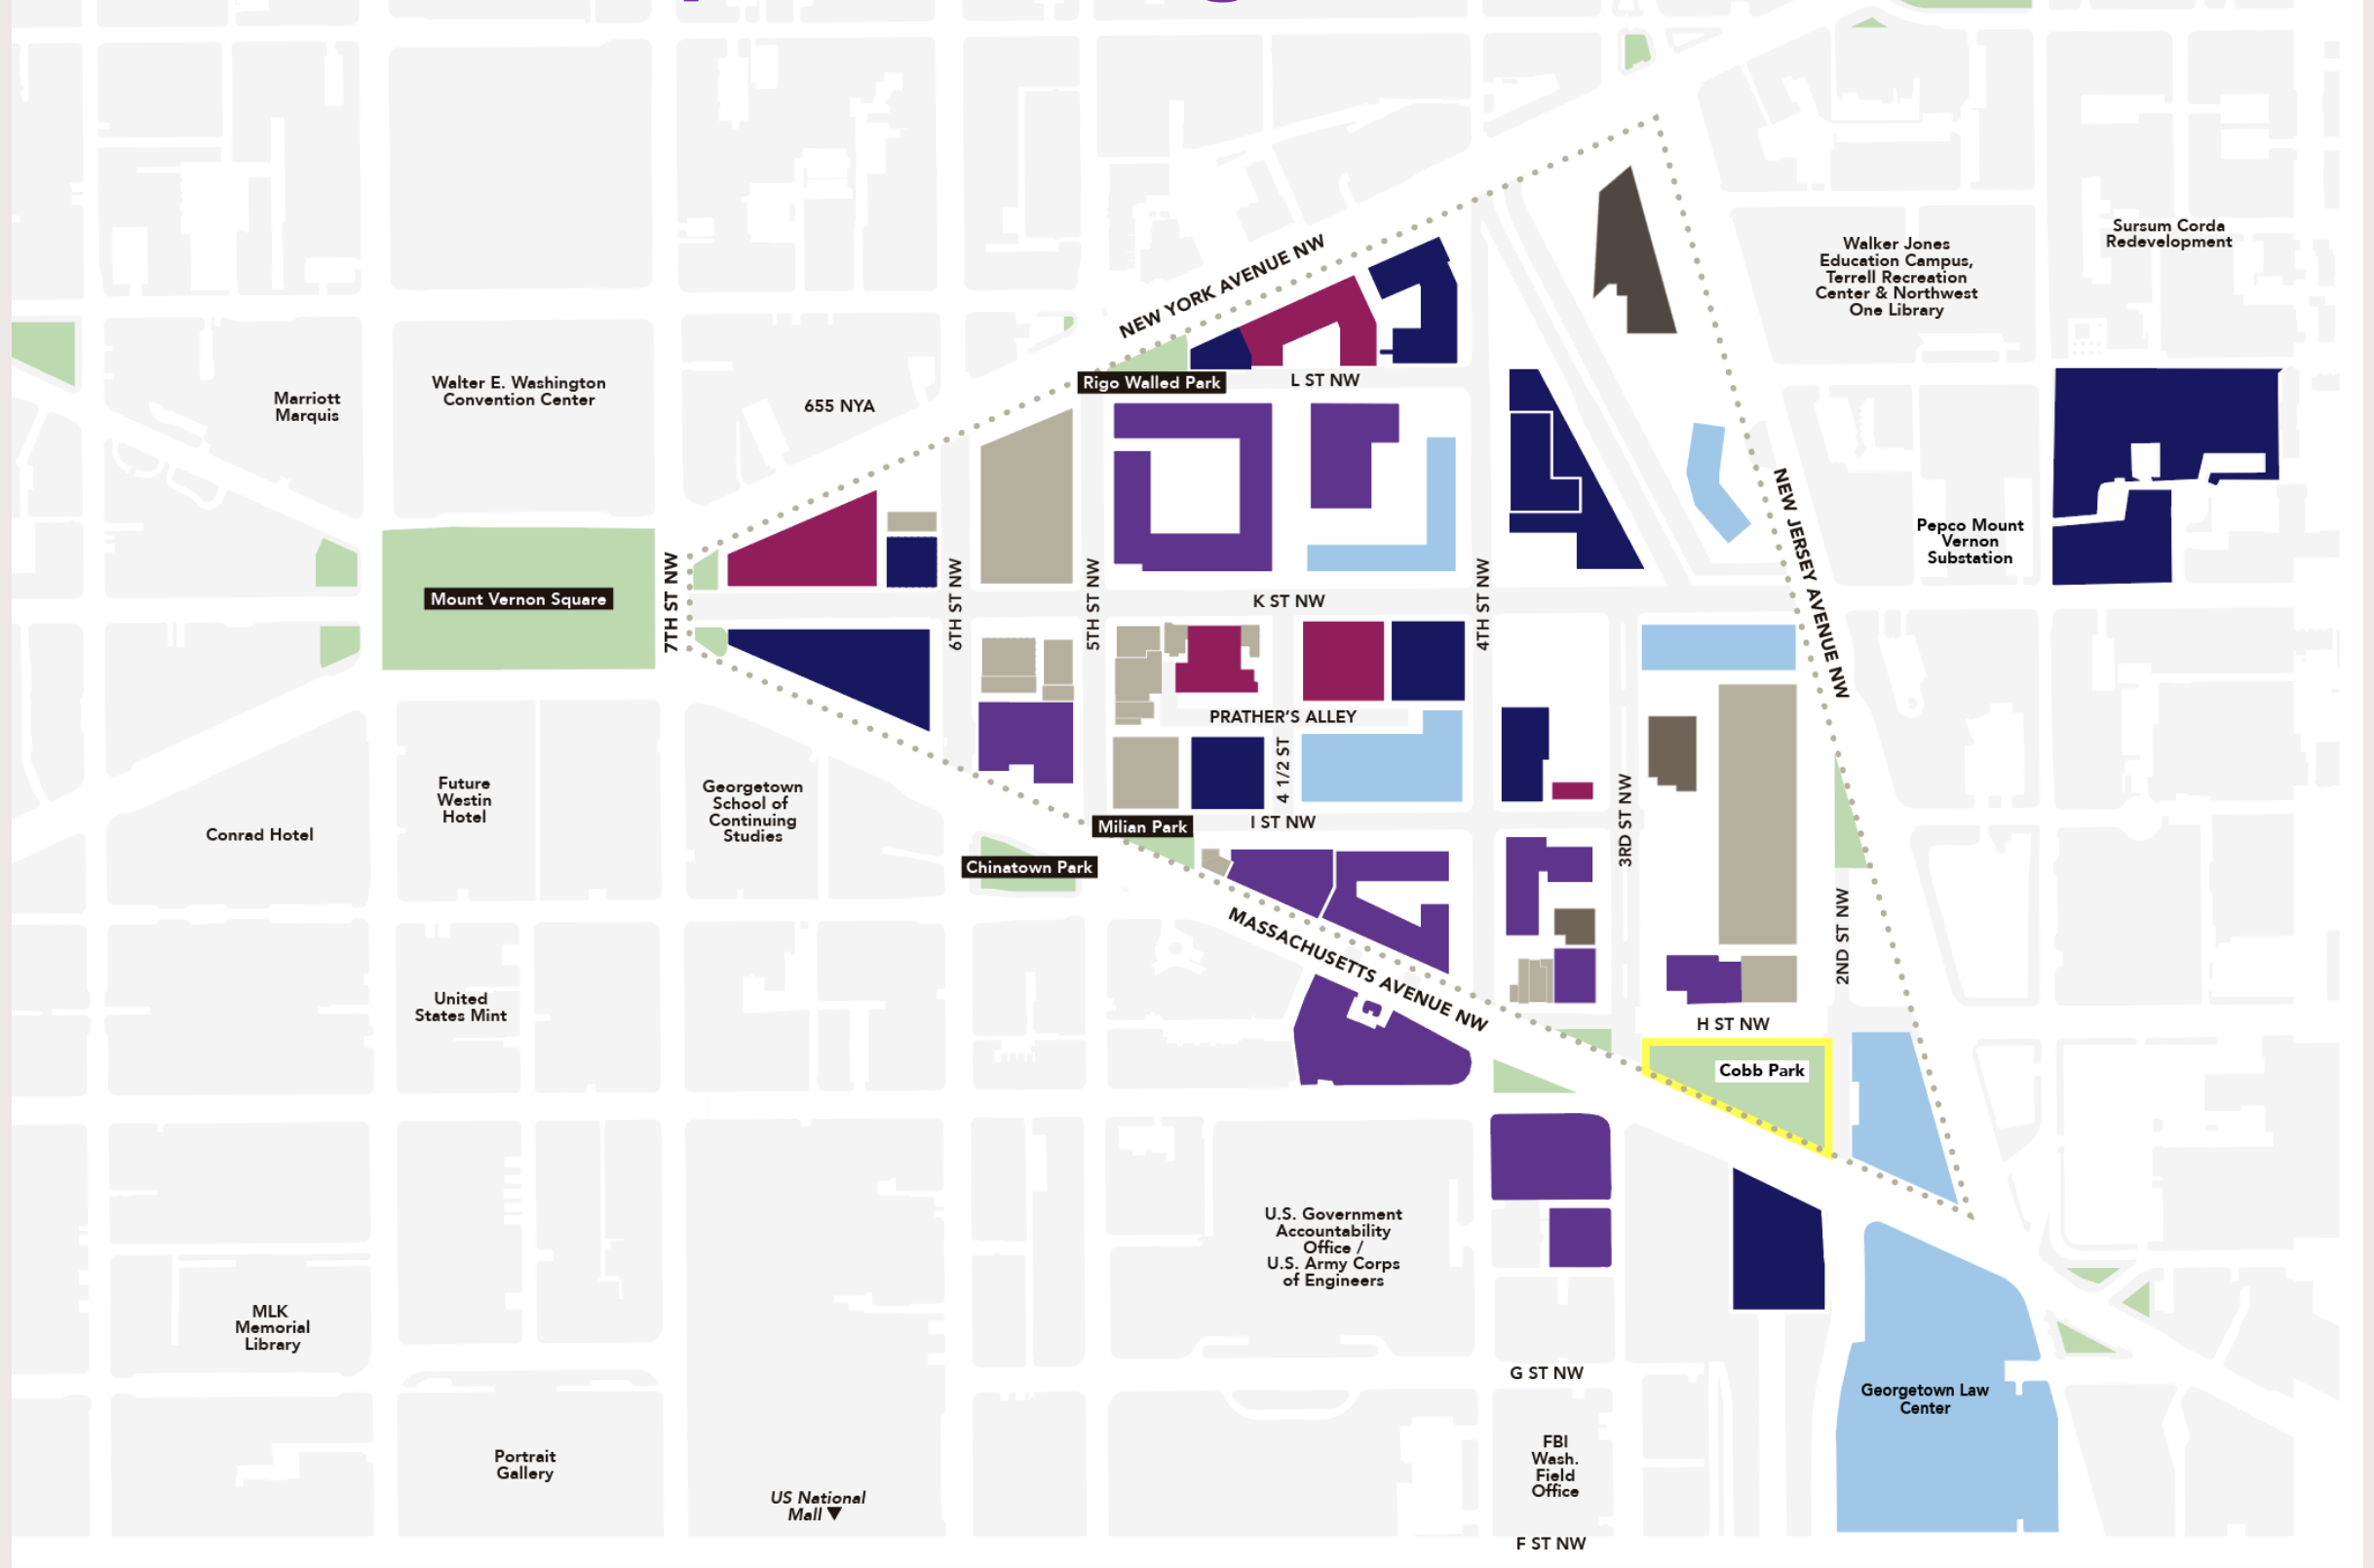 Sursum Corda
Redevelopment
Walker Jones
Education Campus,
Terrell Recreation
Center & Northwest
One Library
NEW YORK AVENUE NW
Rigo Walled Park
L ST NW
Marriott
Marquis
Walter E. Washington
Convention Center
655 NYA
NEW JERSEY AVENUE NW
Pepco Mount
Vernon
Substation
Mount Vernon Square
7TH ST NW
6TH ST NW
5TH ST NW
K ST NW
4TH ST NW
PRATHER'S ALLEY
4 1/2 ST
3RD ST NW
I ST NW
Milian Park
Chinatown Park
Conrad Hotel
Future
Westin
Hotel
Georgetown
School of
Continuing
Studies
MASSACHUSETTS AVENUE NW
2ND ST NW
United
States Mint
H ST NW
Cobb Park
U.S. Government
Accountability
Office /
U.S. Army Corps
of Engineers
MLK
Memorial
Library
G ST NW
Georgetown Law
Center
Portrait
Gallery
FBI
Wash.
Field
Office
US National
Mall ▼
F ST NW